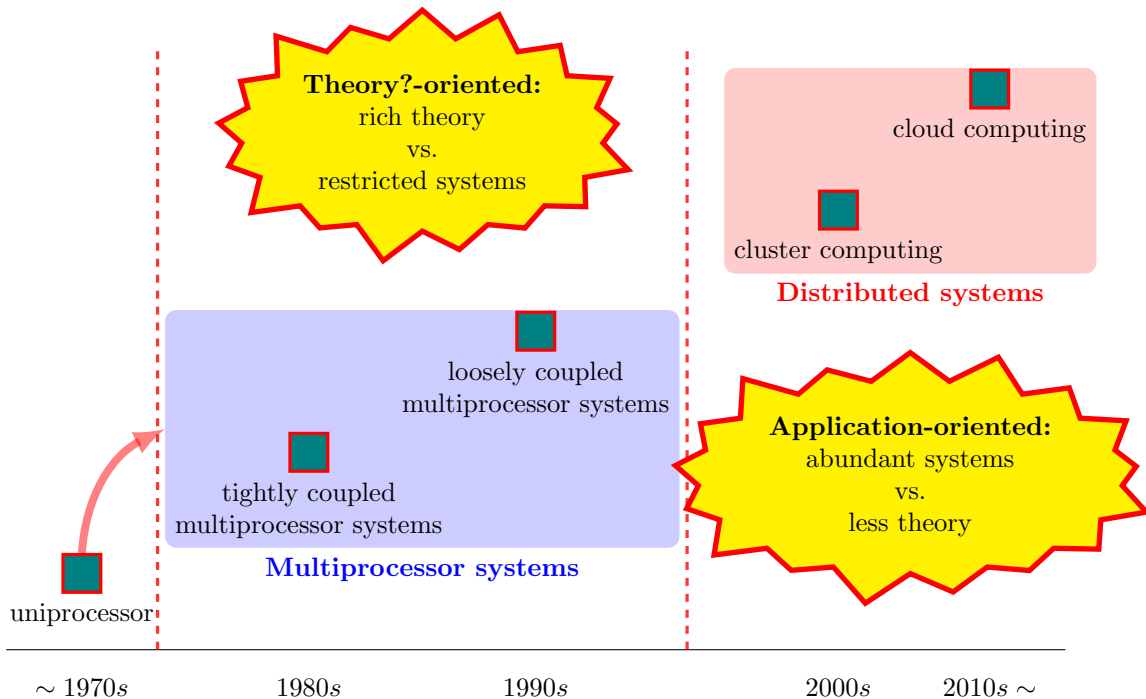 Theory?-oriented:
rich theory
vs.
restricted systems
cloud computing
cluster computing
Distributed systems
loosely coupled
multiprocessor systems
Application-oriented:
abundant systems
vs.
less theory
tightly coupled
multiprocessor systems
Multiprocessor systems
uniprocessor
∼ 1970s
1980s
1990s
2000s
2010s ∼